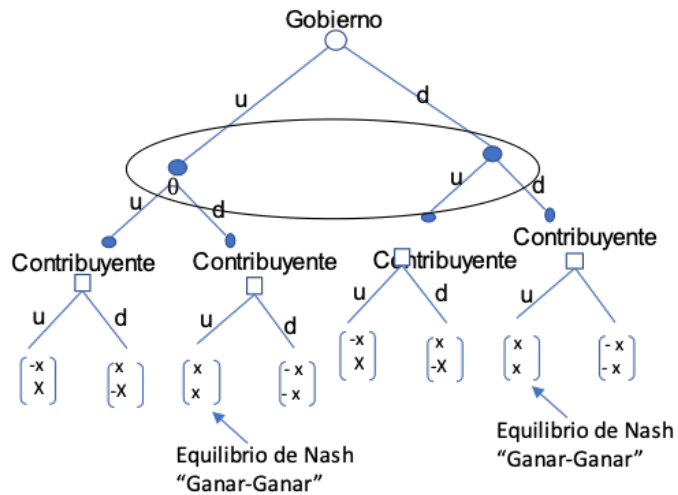 Gobierno
u d
θ
u d u d
Contribuyente Contribuyente Contribuyente Contribuyente
u d u d u d u
-x x x - x -x x x - x
X -X x - x X -X x - x
Equilibrio de Nash
“Ganar-Ganar”
Equilibrio de Nash
“Ganar-Ganar”